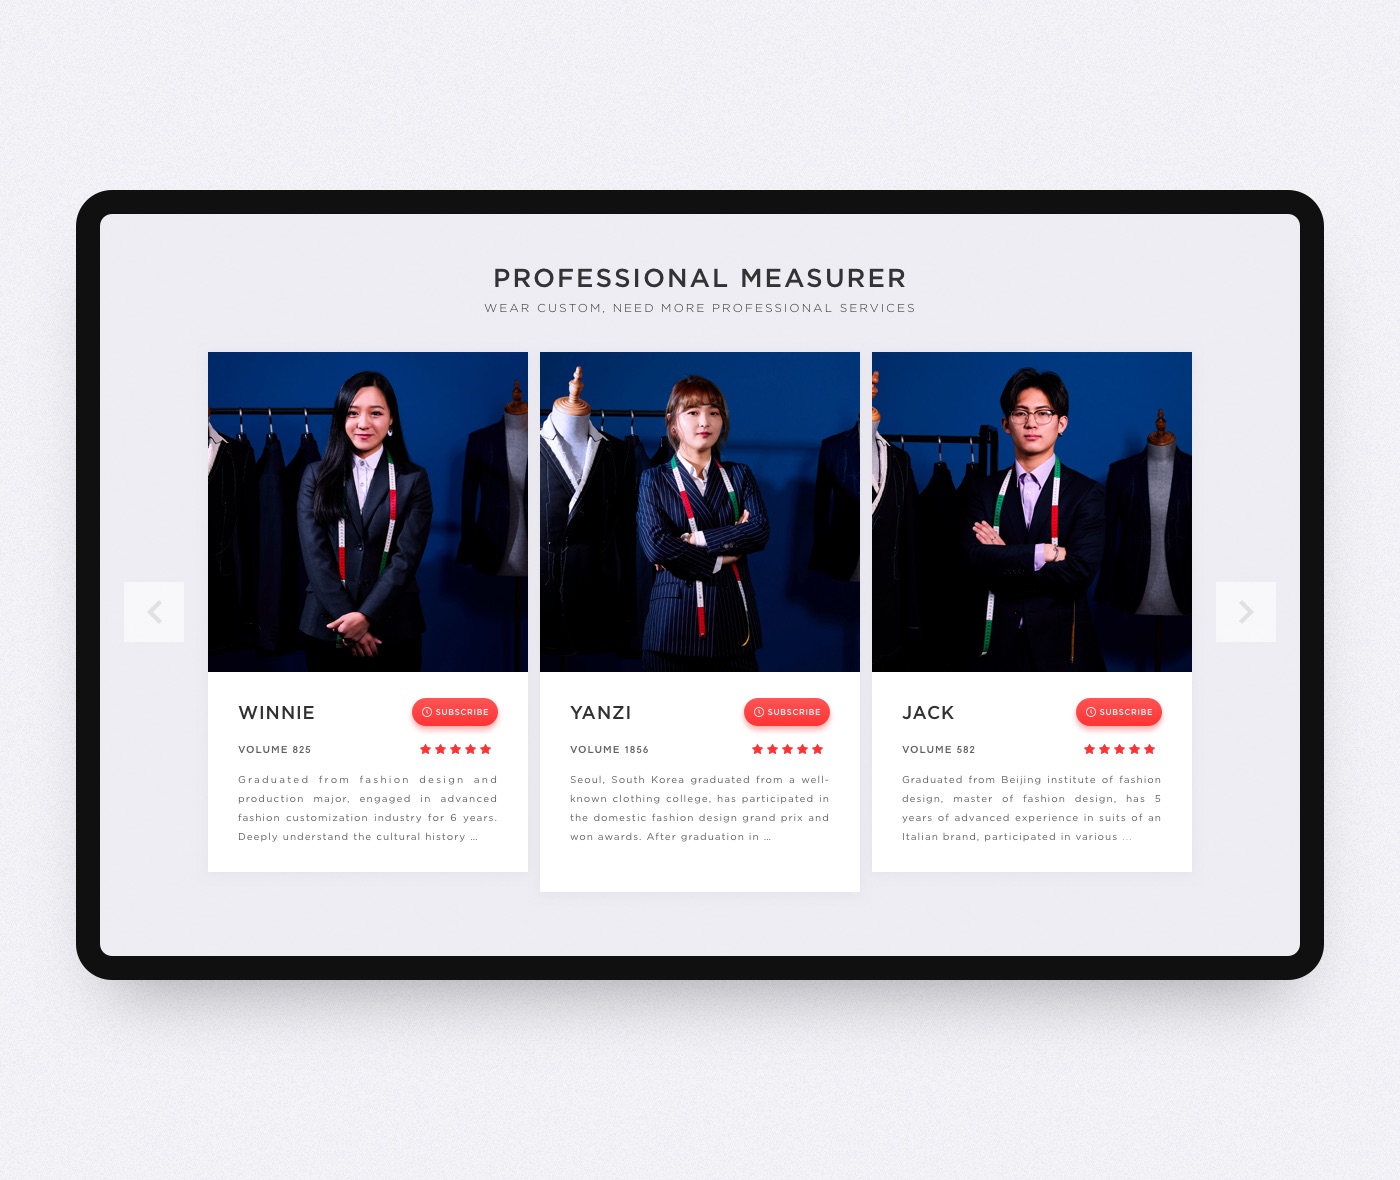 PROFESSIONAL MEASURER
WEAR CUSTOM, NEED MORE PROFESSIONAL SERVICES
WINNIE
SUBSCRIBE
VOLUME 825
Graduated from fashion design and
production major, engaged in advanced
fashion customization industry for 6 years.
Deeply understand the cultural history ...
YANZI
SUBSCRIBE
VOLUME 1856
Seoul, South Korea graduated from a well-
known clothing college, has participated in
the domestic fashion design grand prix and
won awards. After graduation in ...
JACK
SUBSCRIBE
VOLUME 582
Graduated from Beijing institute of fashion
design, master of fashion design, has 5
years of advanced experience in suits of an
Italian brand, participated in various ...